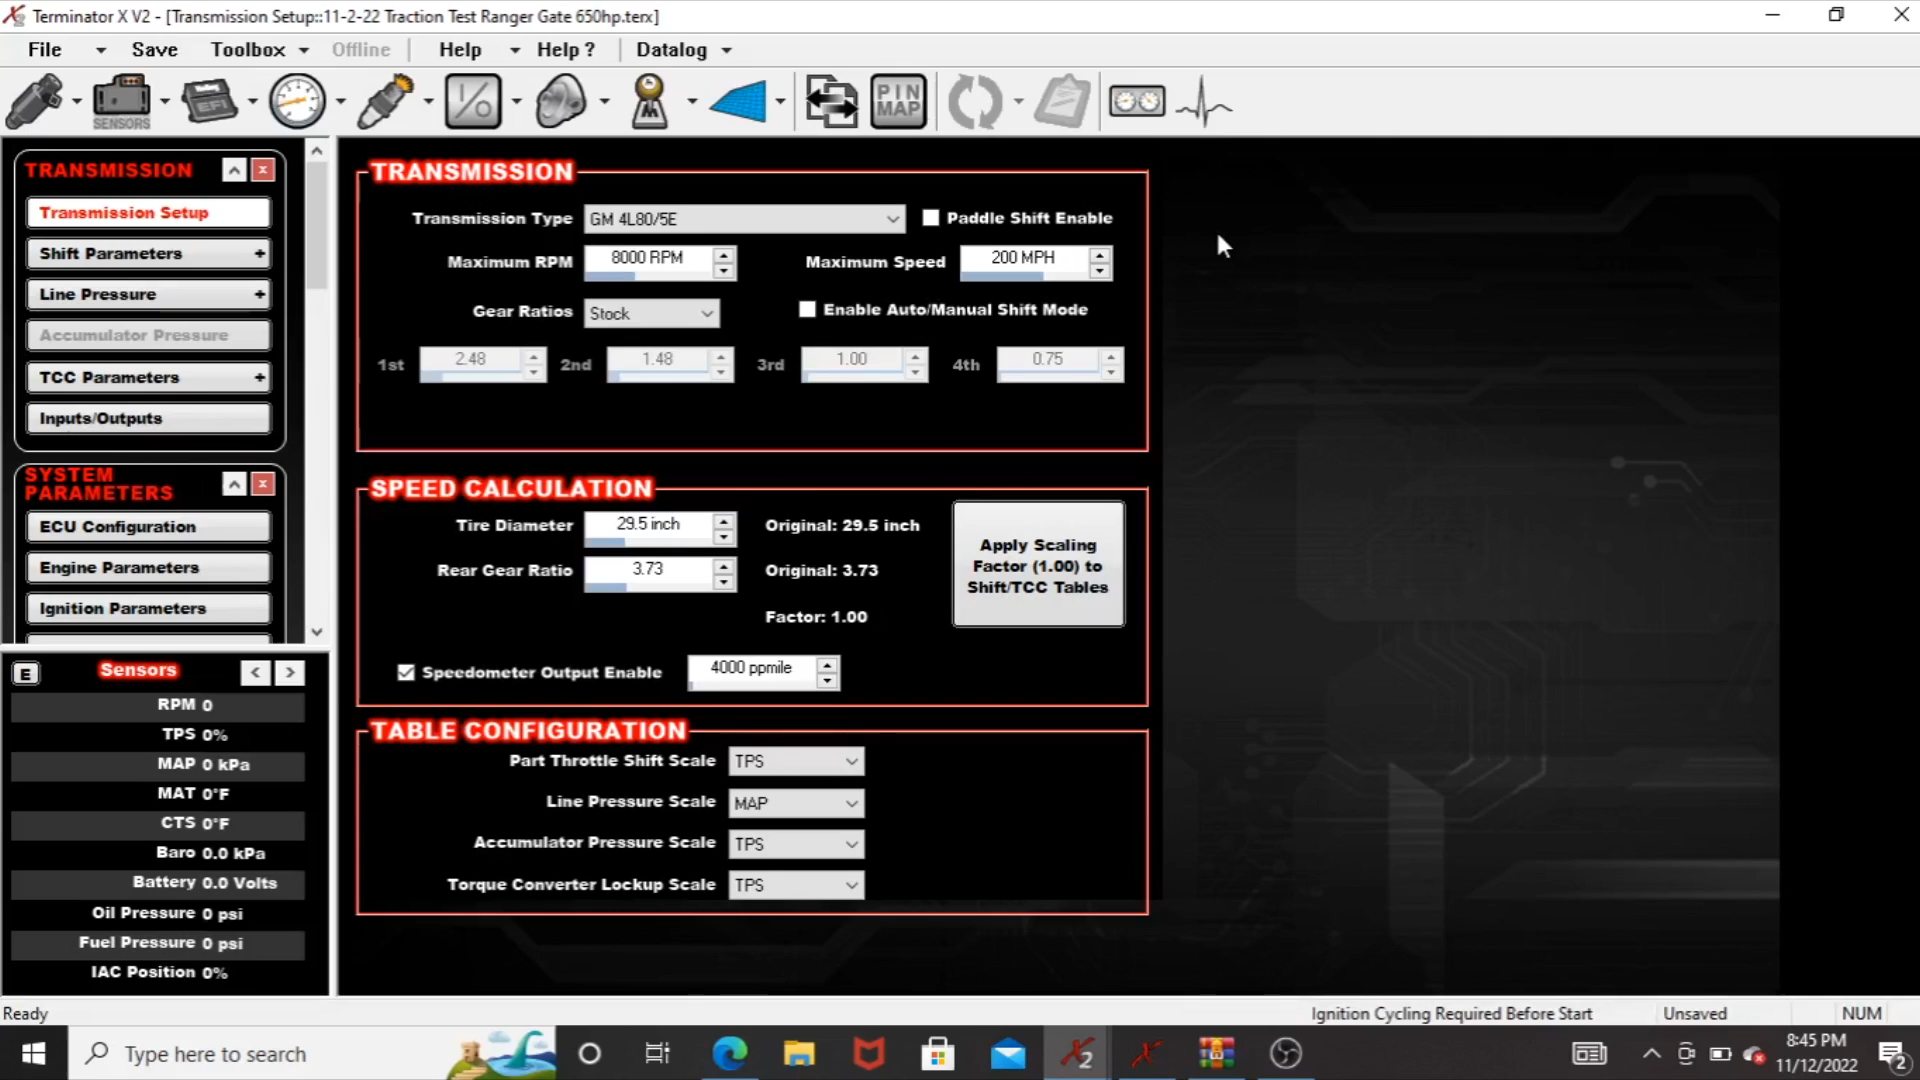 Terminator X V2 - [Transmission Setup::11-2-22 Traction Test Ranger Gate 650hp.terx]
File Save Toolbox Offline Help Help ? Datalog
SENSORS EFI I/O PIN MAP
TRANSMISSION
Transmission Setup
Shift Parameters +
Line Pressure +
Accumulator Pressure
TCC Parameters +
Inputs/Outputs
SYSTEM
PARAMETERS
ECU Configuration
Engine Parameters
Ignition Parameters
E Sensors < >
RPM 0
TPS 0%
MAP 0 kPa
MAT 0°F
CTS 0°F
Baro 0.0 kPa
Battery 0.0 Volts
Oil Pressure 0 psi
Fuel Pressure 0 psi
IAC Position 0%
TRANSMISSION
Transmission Type GM 4L80/5E Paddle Shift Enable
Maximum RPM 8000 RPM Maximum Speed 200 MPH
Gear Ratios Stock Enable Auto/Manual Shift Mode
1st 2.48 2nd 1.48 3rd 1.00 4th 0.75
SPEED CALCULATION
Tire Diameter 29.5 inch Original: 29.5 inch
Rear Gear Ratio 3.73 Original: 3.73
Factor: 1.00
Apply Scaling
Factor (1.00) to
Shift/TCC Tables
Speedometer Output Enable 4000 ppmile
TABLE CONFIGURATION
Part Throttle Shift Scale TPS
Line Pressure Scale MAP
Accumulator Pressure Scale TPS
Torque Converter Lockup Scale TPS
Ready Ignition Cycling Required Before Start Unsaved NUM
Type here to search
8:45 PM
11/12/2022
2